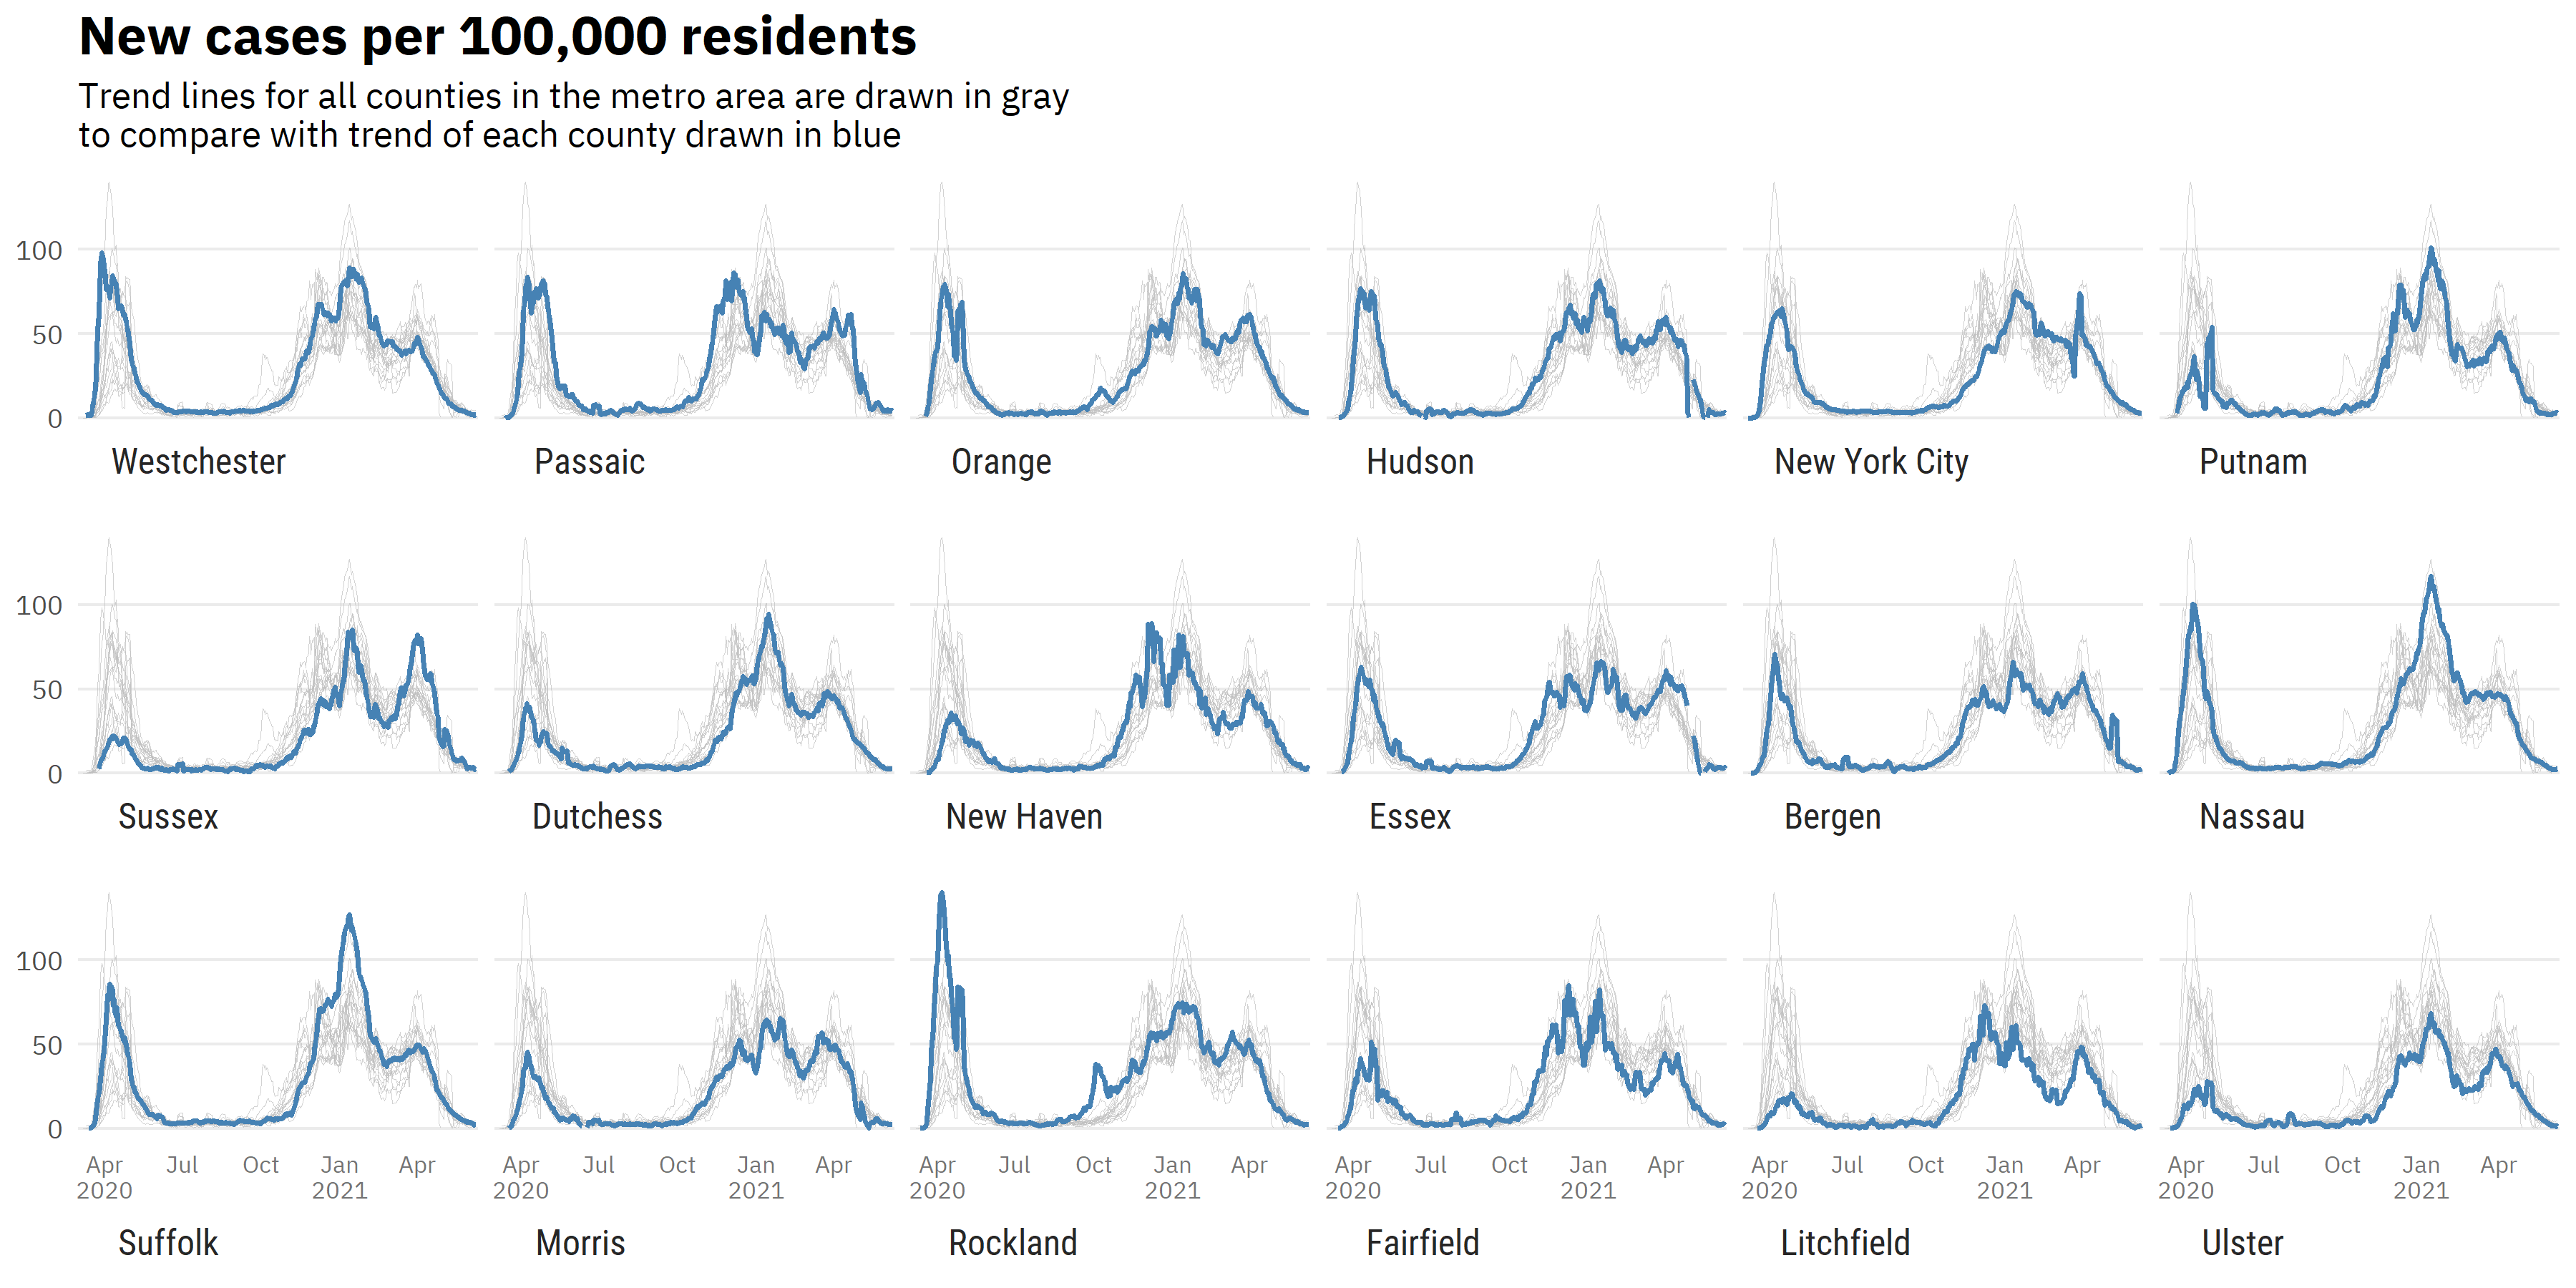 New cases per 100,000 residents
Trend lines for all counties in the metro area are drawn in gray
to compare with trend of each county drawn in blue
100
50
0
Westchester Passaic Orange Hudson New York City Putnam
100
50
0
Sussex Dutchess New Haven Essex Bergen Nassau
100
50
0
Apr Jul Oct Jan Apr Apr Jul Oct Jan Apr Apr Jul Oct Jan Apr Apr Jul Oct Jan Apr Apr Jul Oct Jan Apr Apr Jul Oct Jan Apr
2020 2021 2020 2021 2020 2021 2020 2021 2020 2021 2020 2021
Suffolk Morris Rockland Fairfield Litchfield Ulster